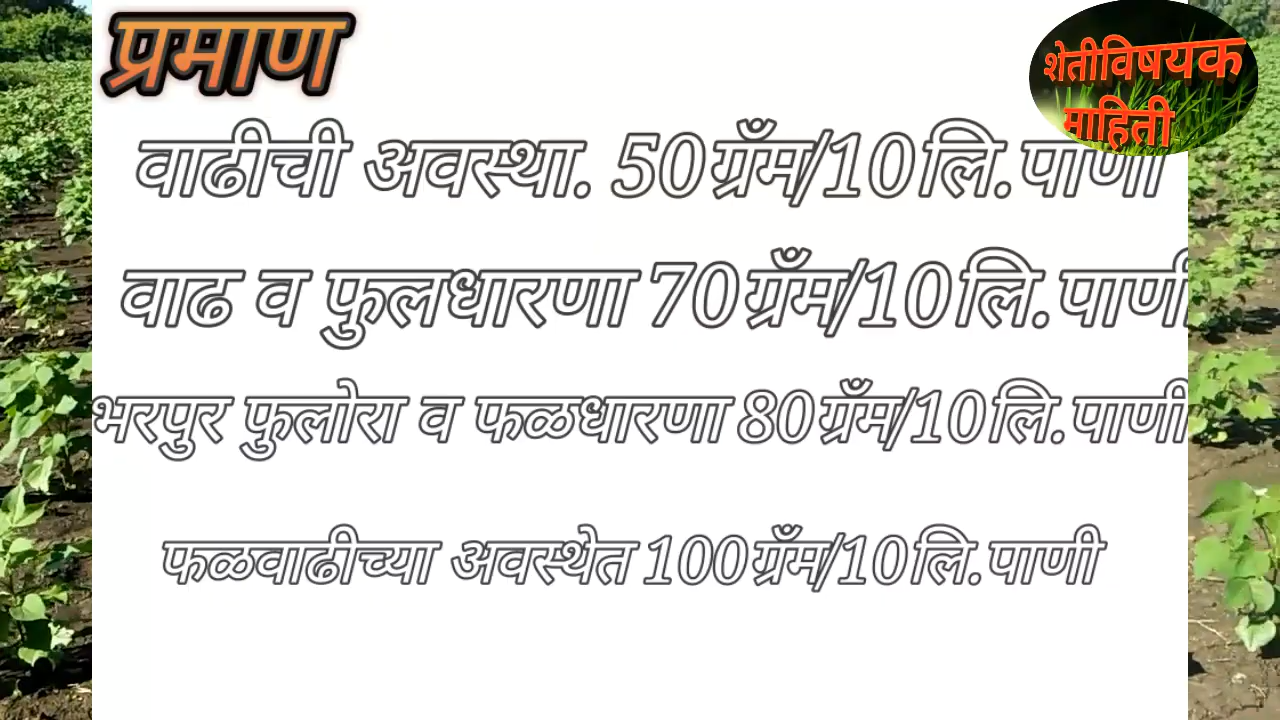 प्रमाण
शेतीविषयक
माहिती
वाढीची अवस्था. 50ग्रॅंम/10लि.पाणी
वाढ व फुलधारणा 70ग्रॅंम/10लि.पाणी
भरपुर फुलोरा व फळधारणा 80ग्रॅंम/10लि.पाणी
फळवाढीच्या अवस्थेत 100ग्रॅंम/10लि.पाणी